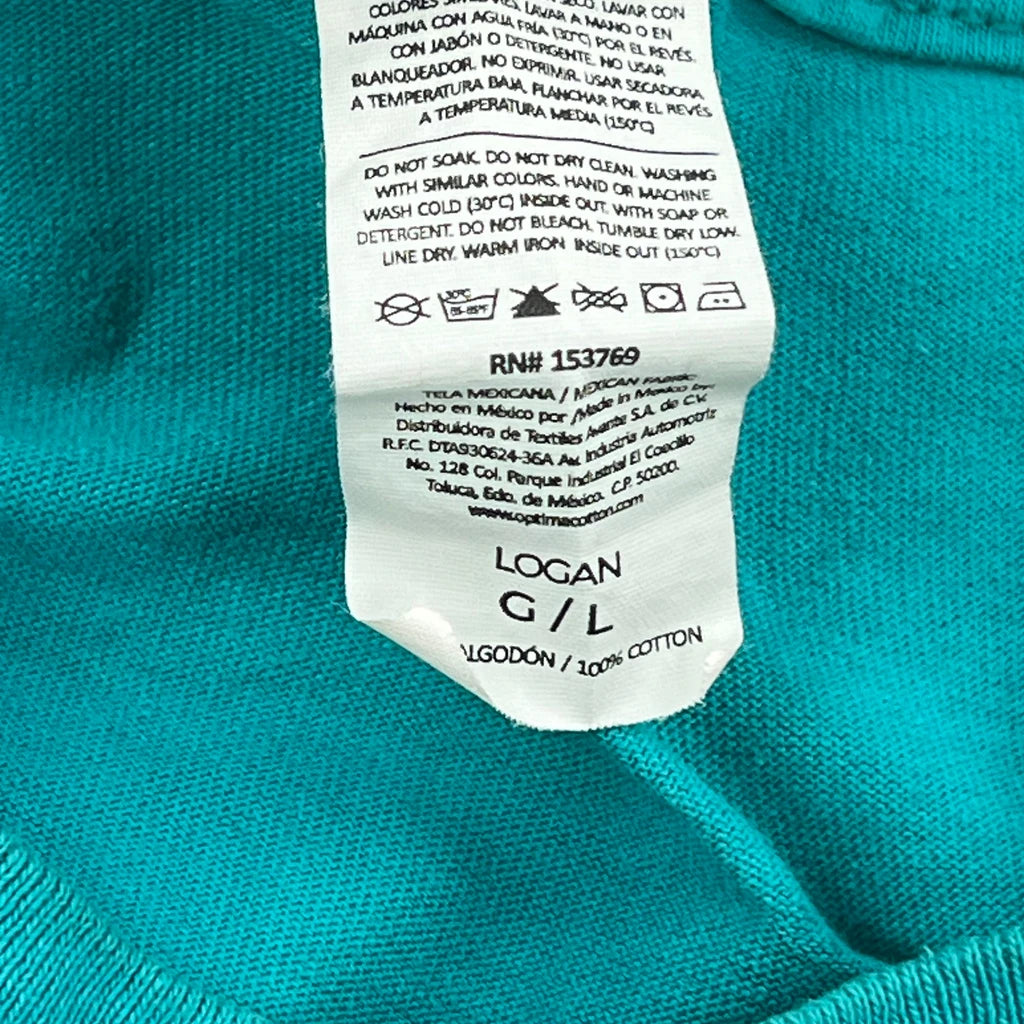 COLORES SIMILARES, LAVAR A MANO O EN
SECO. LAVAR CON
MÁQUINA CON AGUA FRÍA (30°C) POR EL REVÉS.
CON JABÓN O DETERGENTE. NO USAR
BLANQUEADOR. NO EXPRIMIR. USAR SECADORA
A TEMPERATURA BAJA, PLANCHAR POR EL REVÉS
A TEMPERATURA MEDIA (150°C)
DO NOT SOAK. DO NOT DRY CLEAN. WASHING
WITH SIMILAR COLORS. HAND OR MACHINE
WASH COLD (30°C) INSIDE OUT, WITH SOAP OR
DETERGENT. DO NOT BLEACH. TUMBLE DRY LOW.
LINE DRY. WARM IRON INSIDE OUT (150°C)
30°C
RN# 153769
TELA MEXICANA / MEXICAN FABRIC
Hecho en México por /Made in Mexico by:
Distribuidora de Textiles Avante S.A. de C.V.
R.F.C. DTA930624-36A Av. Industria Automotriz
No. 128 Col. Parque Industrial El Coecillo
Toluca, Edo. de México. C.P. 50200.
www.optimacotton.com
LOGAN
G / L
ALGODÓN / 100% COTTON